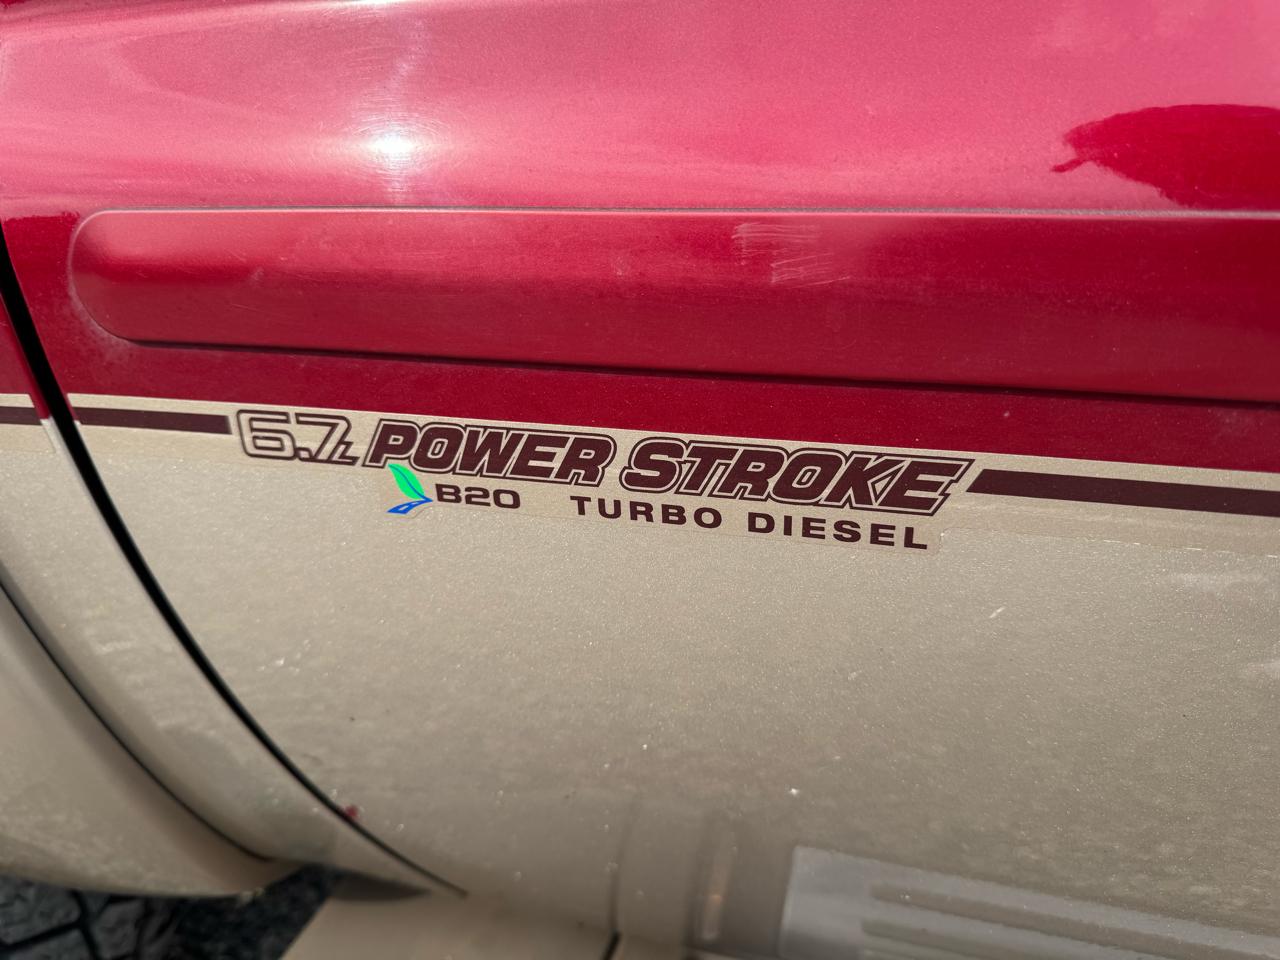 6.7L POWER STROKE
B20 TURBO DIESEL